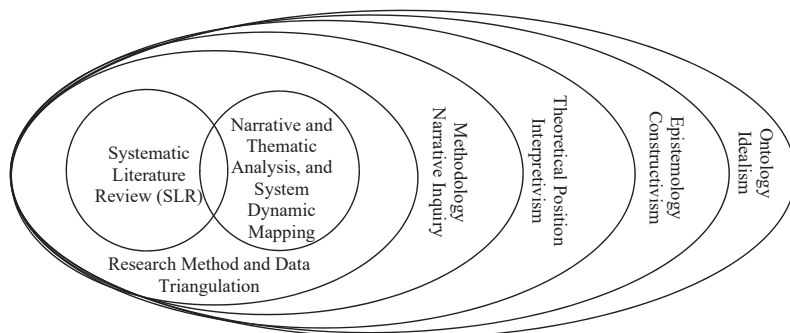 Systematic
Literature
Review (SLR)
Narrative and
Thematic
Analysis, and
System
Dynamic
Mapping
Research Method and Data
Triangulation
Methodology
Narrative Inquiry
Theoretical Position
Interpretivism
Epistemology
Constructivism
Ontology
Idealism